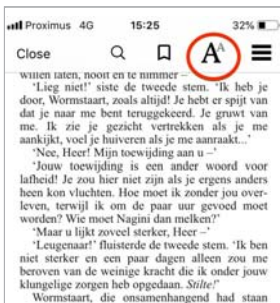 Proximus 4G 15:25 32%
Close AA
willen laten, nooit en te nimmer –'
'Lieg niet!' siste de tweede stem. 'Ik heb je
door, Wormstaart, zoals altijd! Je hebt er spijt van
dat je naar me bent teruggekeerd. Je gruwt van
me. Ik zie je gezicht vertrekken als je me
aankijkt, voel je huiveren als je me aanraakt...'
'Nee, Heer! Mijn toewijding aan u –'
'Jouw toewijding is een ander woord voor
lafheid! Je zou hier niet zijn als je ergens anders
heen kon vluchten. Hoe moet ik zonder jou over-
leven, terwijl ik om de paar uur gevoed moet
worden? Wie moet Nagini dan melken?'
'Maar u lijkt zoveel sterker, Heer –'
'Leugenaar!' fluisterde de tweede stem. 'Ik ben
niet sterker en een paar dagen alleen zou me
beroven van de weinige kracht die ik onder jouw
klungelige zorgen heb opgedaan. Stilte!'
Wormstaart, die onsamenhangend had staan